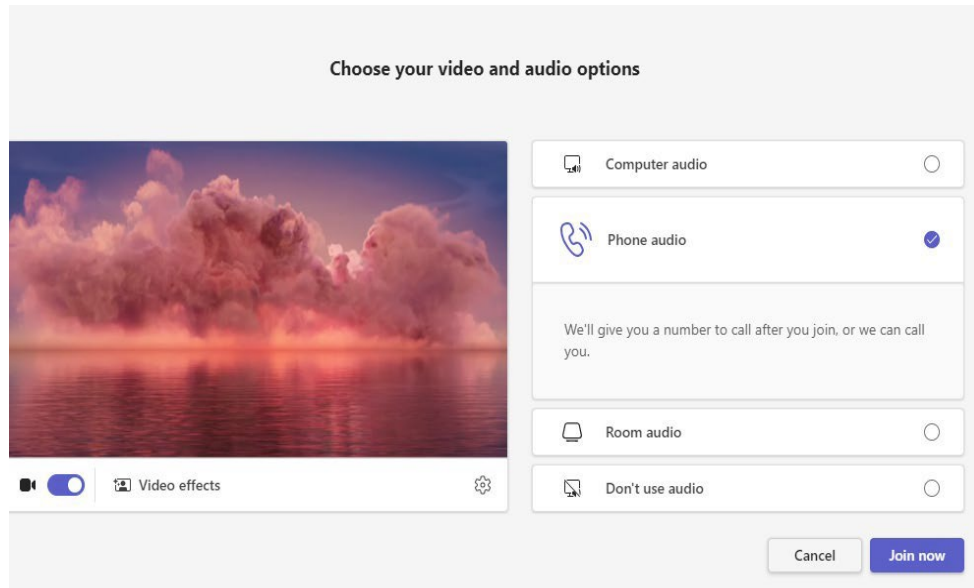 Choose your video and audio options
Computer audio
Phone audio
We'll give you a number to call after you join, or we can call
you.
Room audio
Don't use audio
Video effects
Cancel
Join now